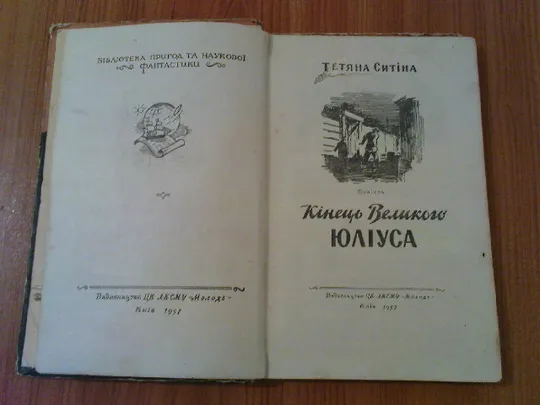 БІБЛІОТЕКА ПРИГОД ТА НАУКОВОЇ
ФАНТАСТИКИ
Видавництво ЦК ЛКСМУ «Молодь»
Київ 1957
ТЕТЯНА СИТІНА
Повість
Кінець Великого
ЮЛІУСА
Видавництво ЦК ЛКСМУ «Молодь»
Київ 1957